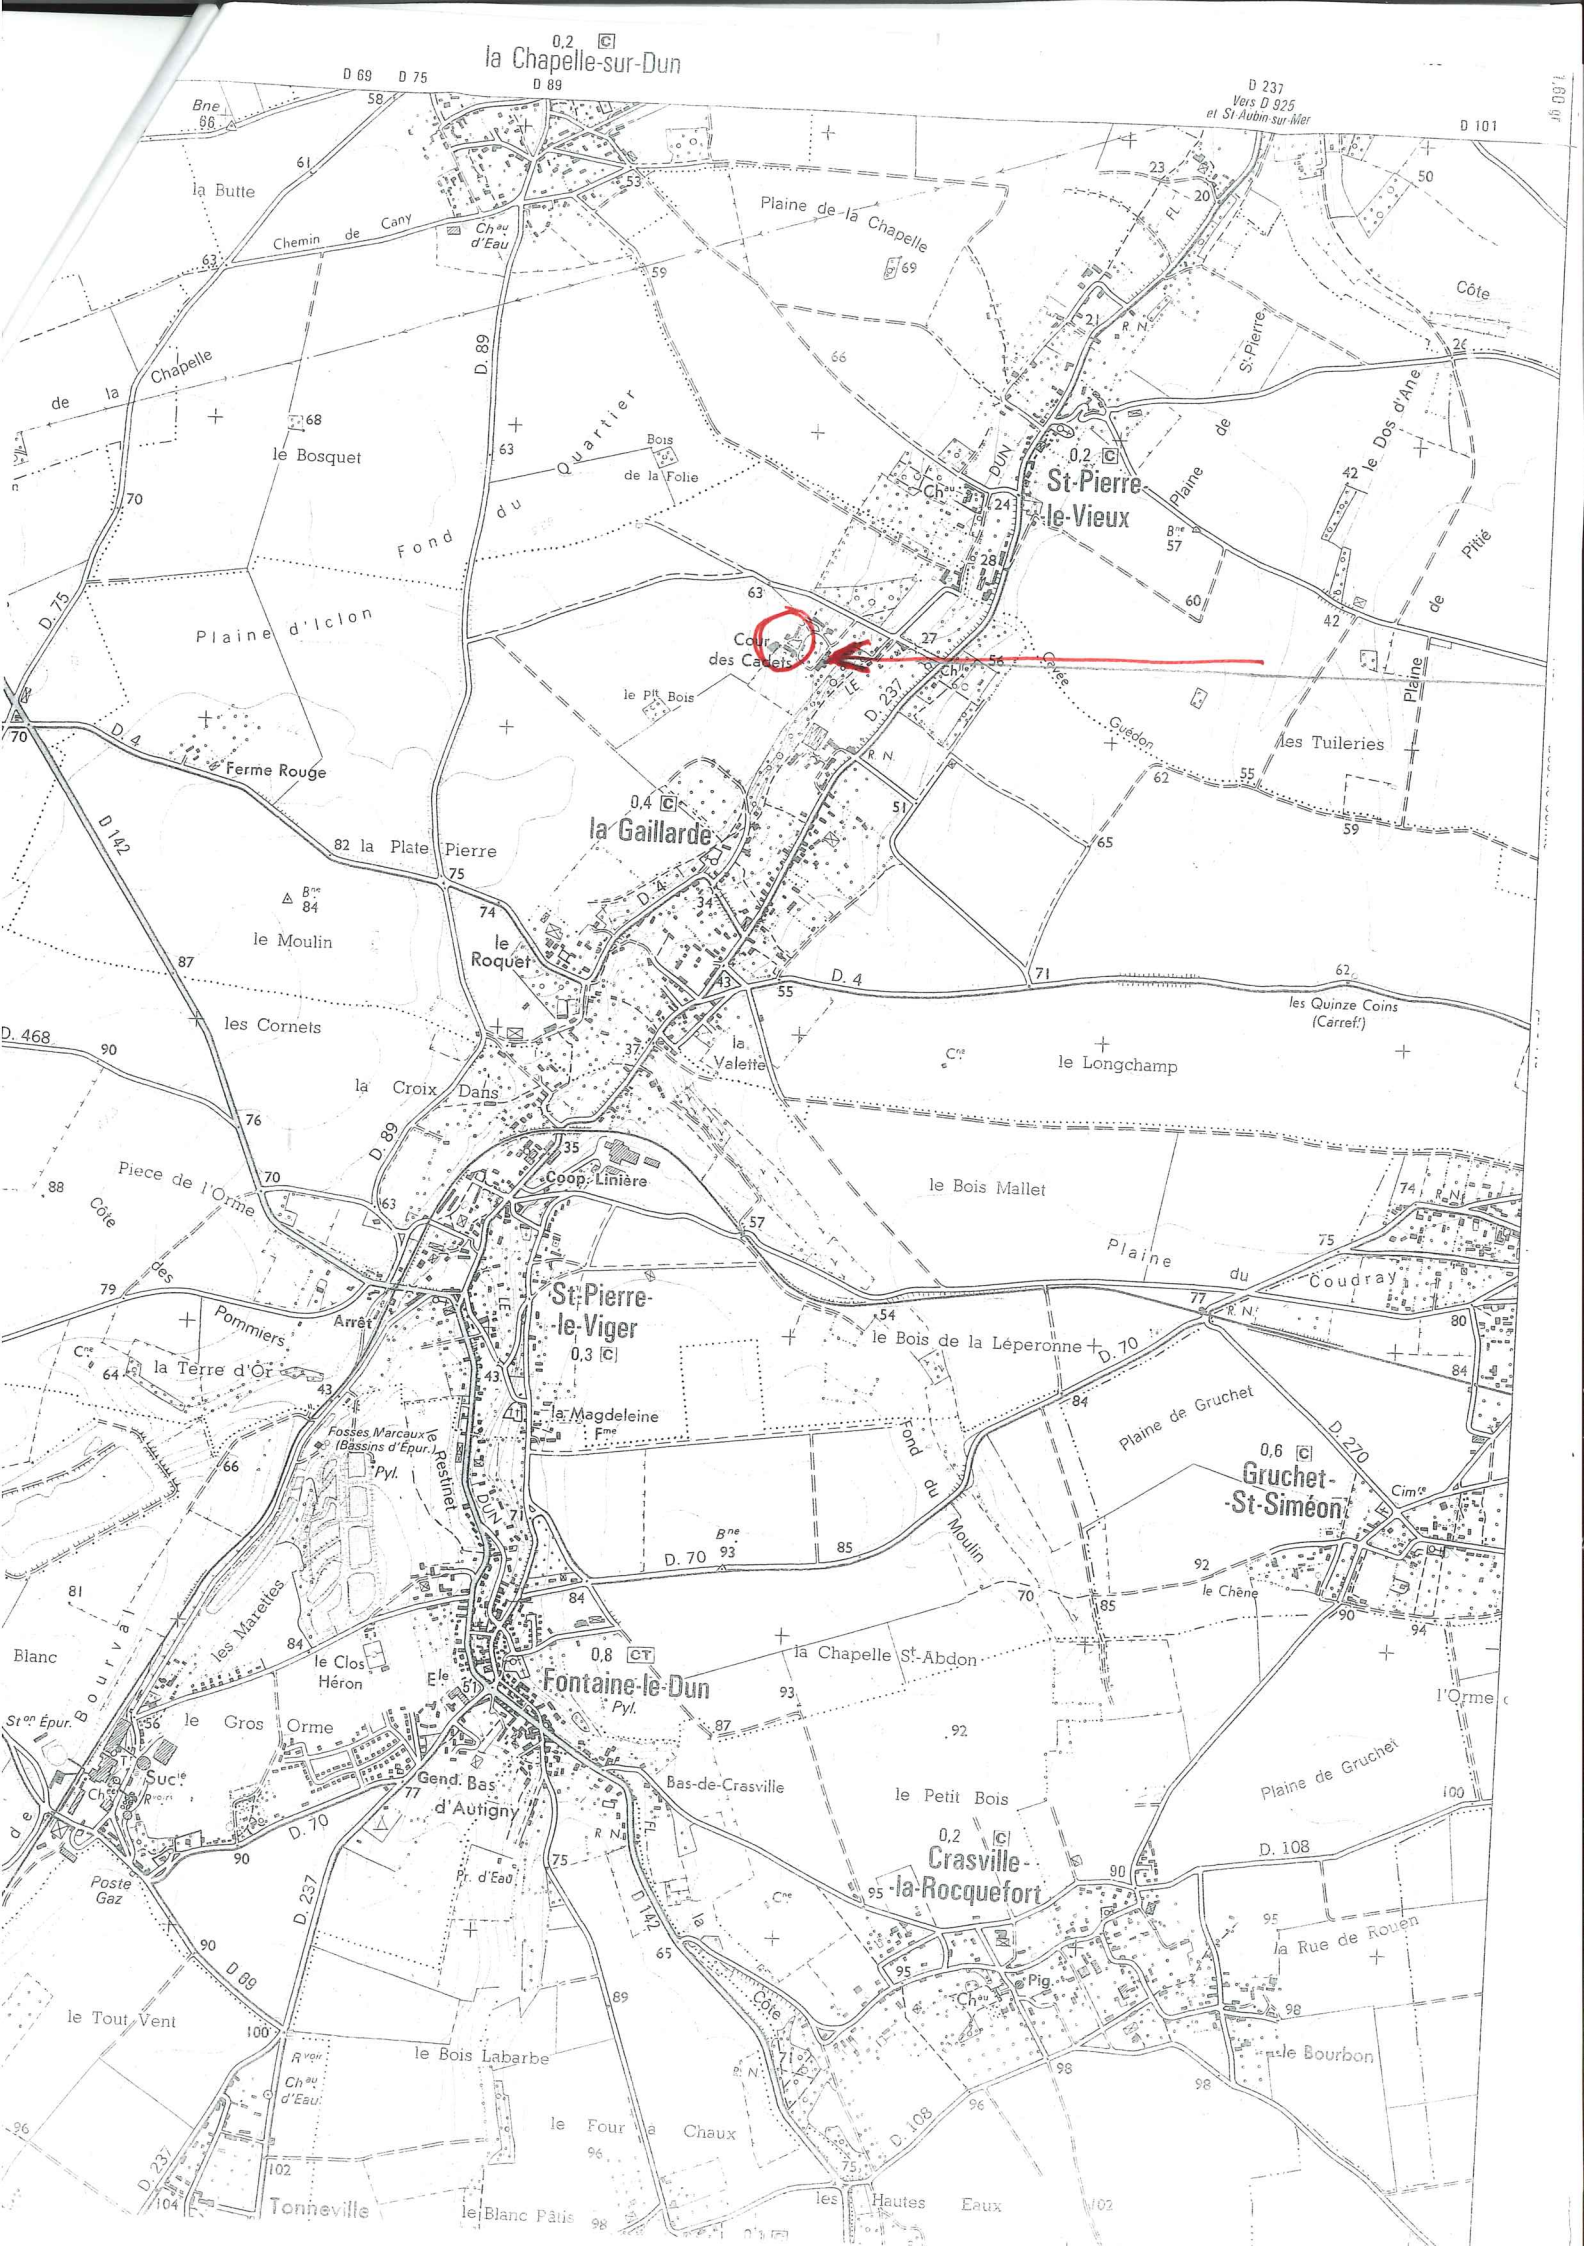 0,2 C
la Chapelle-sur-Dun
D 69 D 75
D 89
D 237
Vers D 925
et St Aubin-sur-Mer
D 101
1,60 gr
Bne
66
58
61
53
23
20
50
la Butte
Chemin de Cany
Chau
d'Eau
63
59
Plaine de la Chapelle
69
FL
Côte
21
R.N.
26
de la Chapelle
D. 89
66
St-Pierre
68
le Bosquet
63
Quartier
Bois
de la Folie
DUN
0,2 C
St-Pierre-
-le-Vieux
Chau
24
de
Plaine
42
le Dos d'Ane
70
du
Fond
Bne
57
28
Pitié
60
de
42
D. 75
Plaine d'Iclon
63
Cour
des Cadets
27
56
Chlle
LE
D. 237
Cavée
Guédon
Plaine
le Ptt Bois
70
D. 4
Ferme Rouge
R.N.
les Tuileries
62
55
51
59
0,4 C
la Gaillarde
65
D 142
82 la Plate Pierre
75
Bne
84
74
D. 4
34
le Moulin
le
Roquet
87
43
55
D. 4
71
62
les Quinze Coins
(Carref.t)
les Cornets
D. 468
90
37
la
Valette
Cne
le Longchamp
la Croix Dans
76
D. 89
35
Coop. Linière
Piece de l'Orme
70
88
63
le Bois Mallet
74
R.N.
57
75
Côte
des
Pommiers
79
Plaine du Coudray
77
R.N.
80
LE
St-Pierre-
-le-Viger
0,3 C
Arrêt
54
le Bois de la Léperonne
D. 70
84
Cne
64
la Terre d'Or
43
43
84
la Magdeleine
Fme
Fosses Marcaux
(Bassins d'Épur.)
Pyl.
le Restinet
66
Fond
du
Moulin
Plaine de Gruchet
D. 270
0,6 C
Gruchet-
-St-Siméon
Cimre
DUN
71
Bne
93
D. 70
85
92
le Chêne
81
84
70
85
90
94
Blanc
Bourval
les Marettes
84
le Clos
Héron
0,8 CT
Fontaine-le-Dun
Pyl.
la Chapelle St-Abdon
93
Ele
51
l'Orme
Ston Épur.
56
le Gros Orme
87
92
Sucie
Rvoir
Gend. Bas
d'Autigny
77
Bas-de-Crasville
le Petit Bois
Plaine de Gruchet
100
D. 70
90
R.N.
FL
0,2 C
Crasville-
-la-Rocquefort
D. 108
90
de
Poste
Gaz
75
Pr. d'Eau
Cne
95
D. 237
D 142
la
Côte
95
la Rue de Rouen
90
D 89
65
95
Pig.
Chau
le Tout Vent
89
98
100
Rvoir
Chau
d'Eau
le Bois Labarbe
71
R.N.
98
le Bourbon
98
96
96
D. 108
le Four à Chaux
96
D. 237
102
75
104
Tonneville
le Blanc Pâtis
98
les Hautes Eaux
102